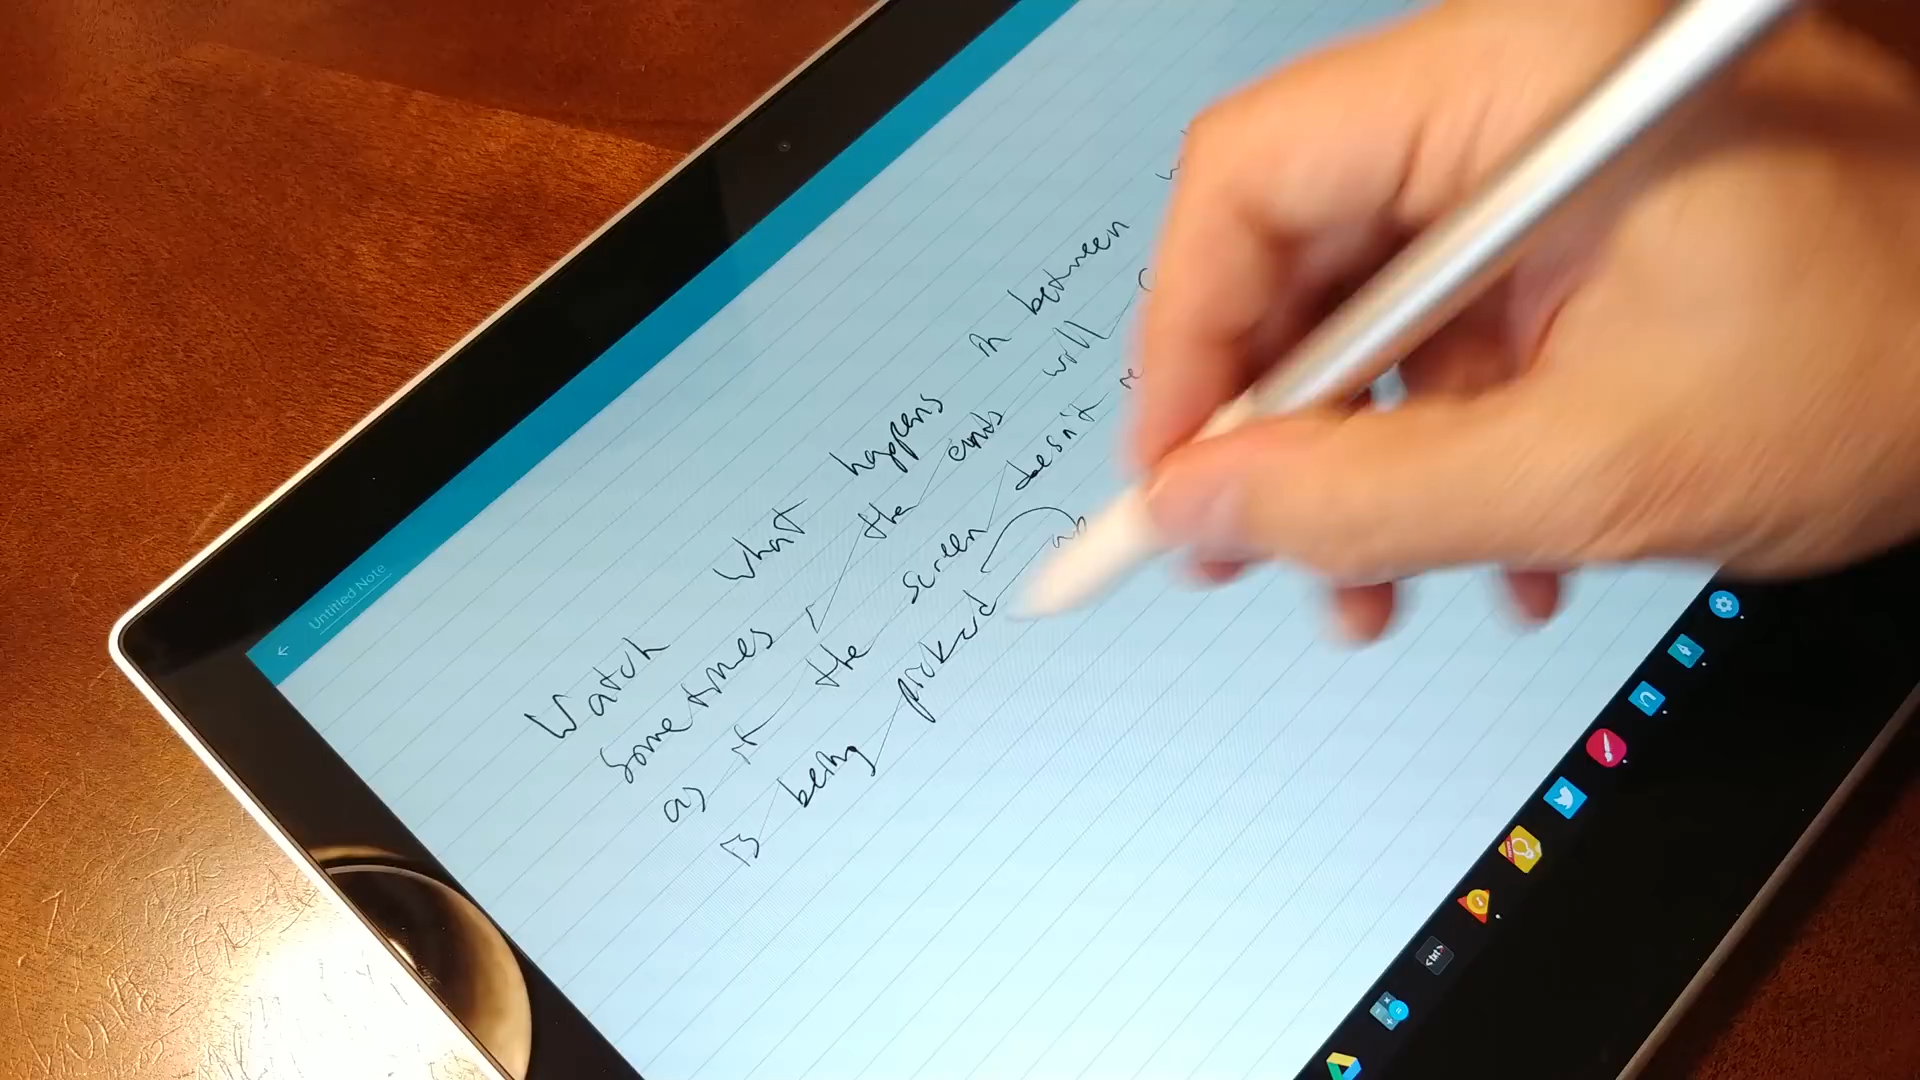 Untitled Note
Watch what happens in between
Sometimes the ends will
as if the screen doesn't re
is being picked